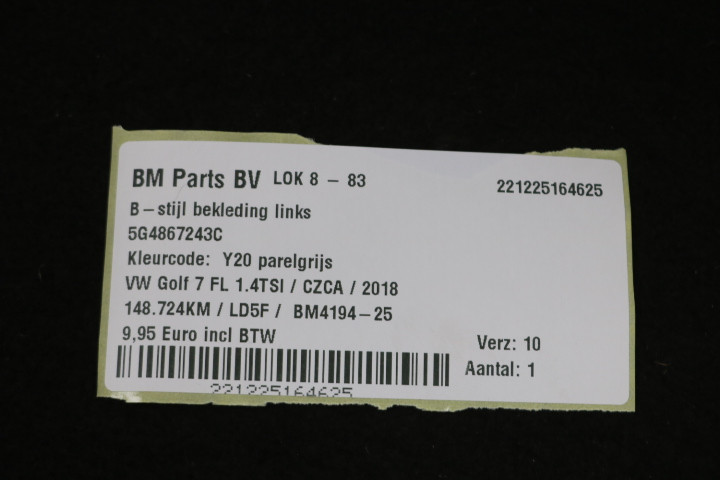 BM Parts BV LOK 8 – 83
221225164625
B–stijl bekleding links
5G4867243C
Kleurcode: Y20 parelgrijs
VW Golf 7 FL 1.4TSI / CZCA / 2018
148.724KM / LD5F / BM4194–25
9,95 Euro incl BTW
Verz: 10
Aantal: 1
221225164625